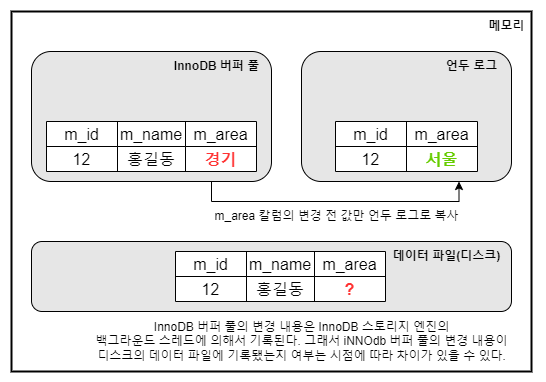 메모리
InnoDB 버퍼 풀
m_id m_name m_area
12 홍길동 경기
언두 로그
m_id m_area
12 서울
m_area 칼럼의 변경 전 값만 언두 로그로 복사
데이터 파일(디스크)
m_id m_name m_area
12 홍길동 ?
InnoDB 버퍼 풀의 변경 내용은 InnoDB 스토리지 엔진의
백그라운드 스레드에 의해서 기록된다. 그래서 iNNOdb 버퍼 풀의 변경 내용이
디스크의 데이터 파일에 기록됐는지 여부는 시점에 따라 차이가 있을 수 있다.